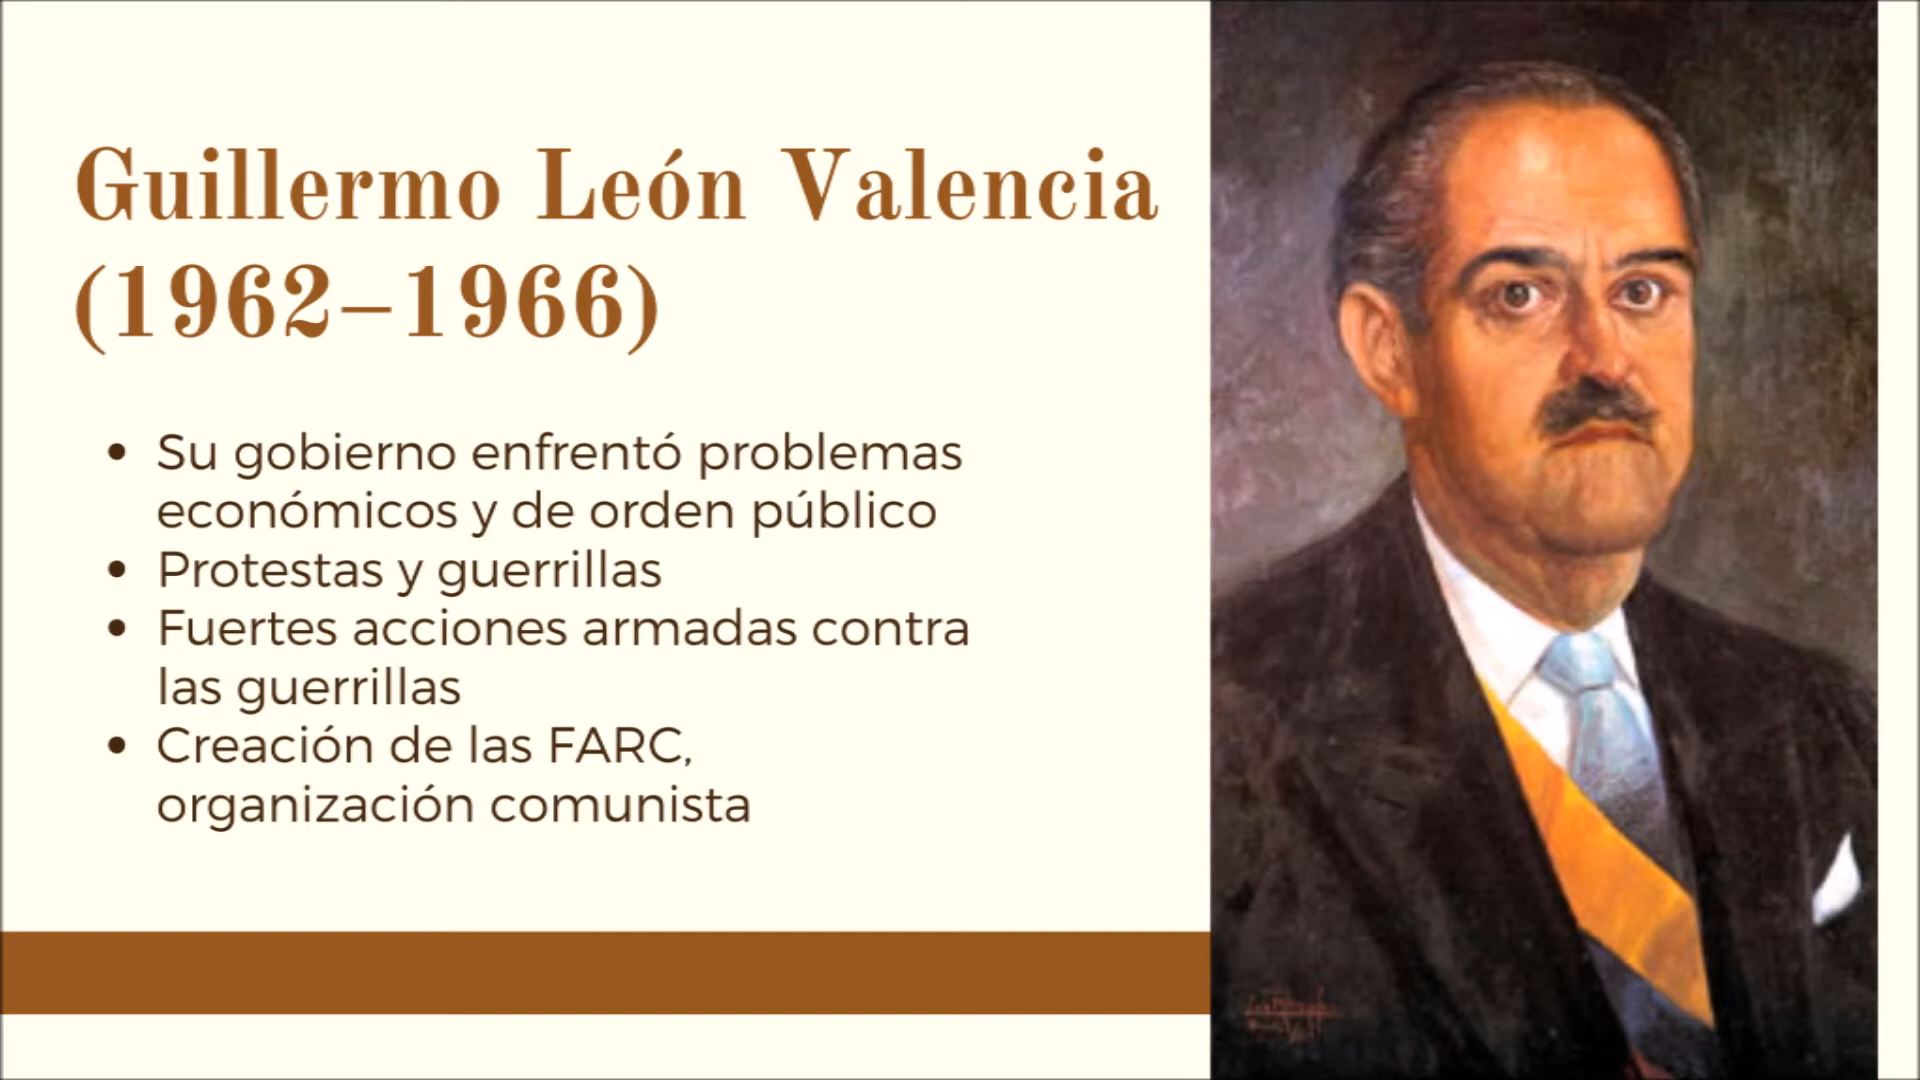 Guillermo León Valencia
(1962–1966)
• Su gobierno enfrentó problemas
económicos y de orden público
• Protestas y guerrillas
• Fuertes acciones armadas contra
las guerrillas
• Creación de las FARC,
organización comunista